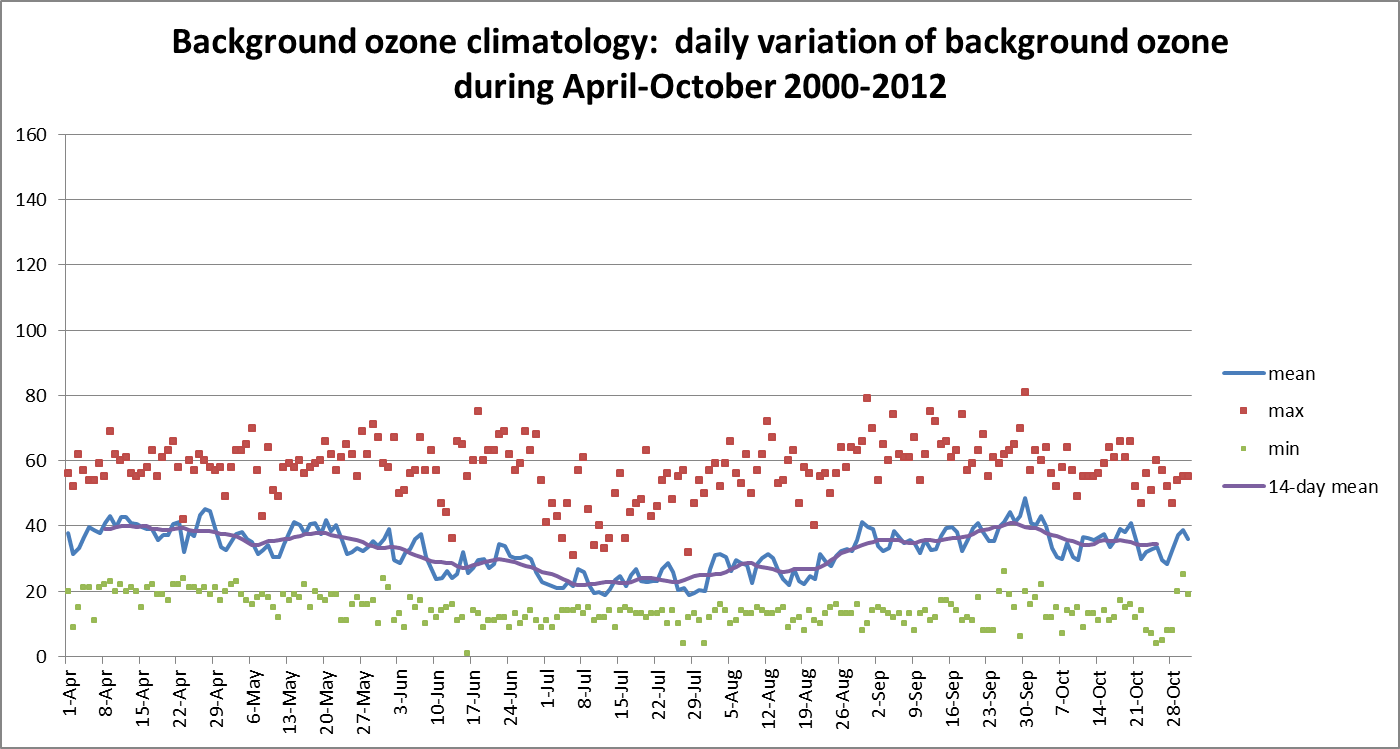 Background ozone climatology:  daily variation of background ozone
during April-October 2000-2012
160
140
120
100
80
60
40
20
0
1-Apr
8-Apr
15-Apr
22-Apr
29-Apr
6-May
13-May
20-May
27-May
3-Jun
10-Jun
17-Jun
24-Jun
1-Jul
8-Jul
15-Jul
22-Jul
29-Jul
5-Aug
12-Aug
19-Aug
26-Aug
2-Sep
9-Sep
16-Sep
23-Sep
30-Sep
7-Oct
14-Oct
21-Oct
28-Oct
mean
max
min
14-day mean